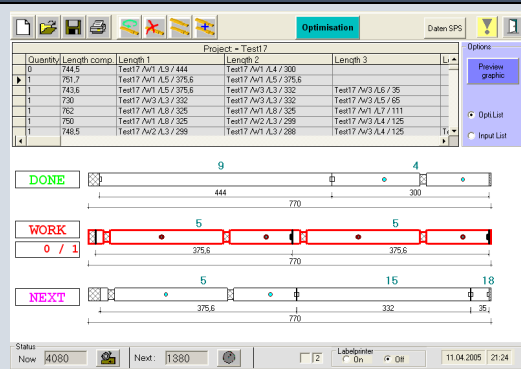 Optimisation
Daten SPS
Project = Test17
Options
Quantity Length comp. Length 1 Length 2 Length 3
0 744,5 Test17 /W1 /L9 / 444 Test17 /W1 /L4 / 300
1 751,7 Test17 /W1 /L5 / 375,6 Test17 /W1 /L5 / 375,6
1 743,6 Test17 /W1 /L5 / 375,6 Test17 /W3 /L3 / 332 Test17 /W3 /L6 / 35
1 730 Test17 /W3 /L3 / 332 Test17 /W3 /L3 / 332 Test17 /W3 /L5 / 65
1 762 Test17 /W1 /L8 / 325 Test17 /W1 /L8 / 325 Test17 /W1 /L7 / 111
1 750 Test17 /W1 /L8 / 325 Test17 /W2 /L3 / 299 Test17 /W3 /L4 / 125
1 748,5 Test17 /W2 /L3 / 299 Test17 /W1 /L3 / 288 Test17 /W3 /L4 / 125
Preview
graphic
Opti.List
Input List
9 4
DONE
444 300
770
5 5
WORK
0 / 1
375,6 375,6
770
5 15 18
NEXT
375,6 332 35
770
Status
Now 4080 Next: 1380 2
Labelprinter
On Off
11.04.2005 21:24